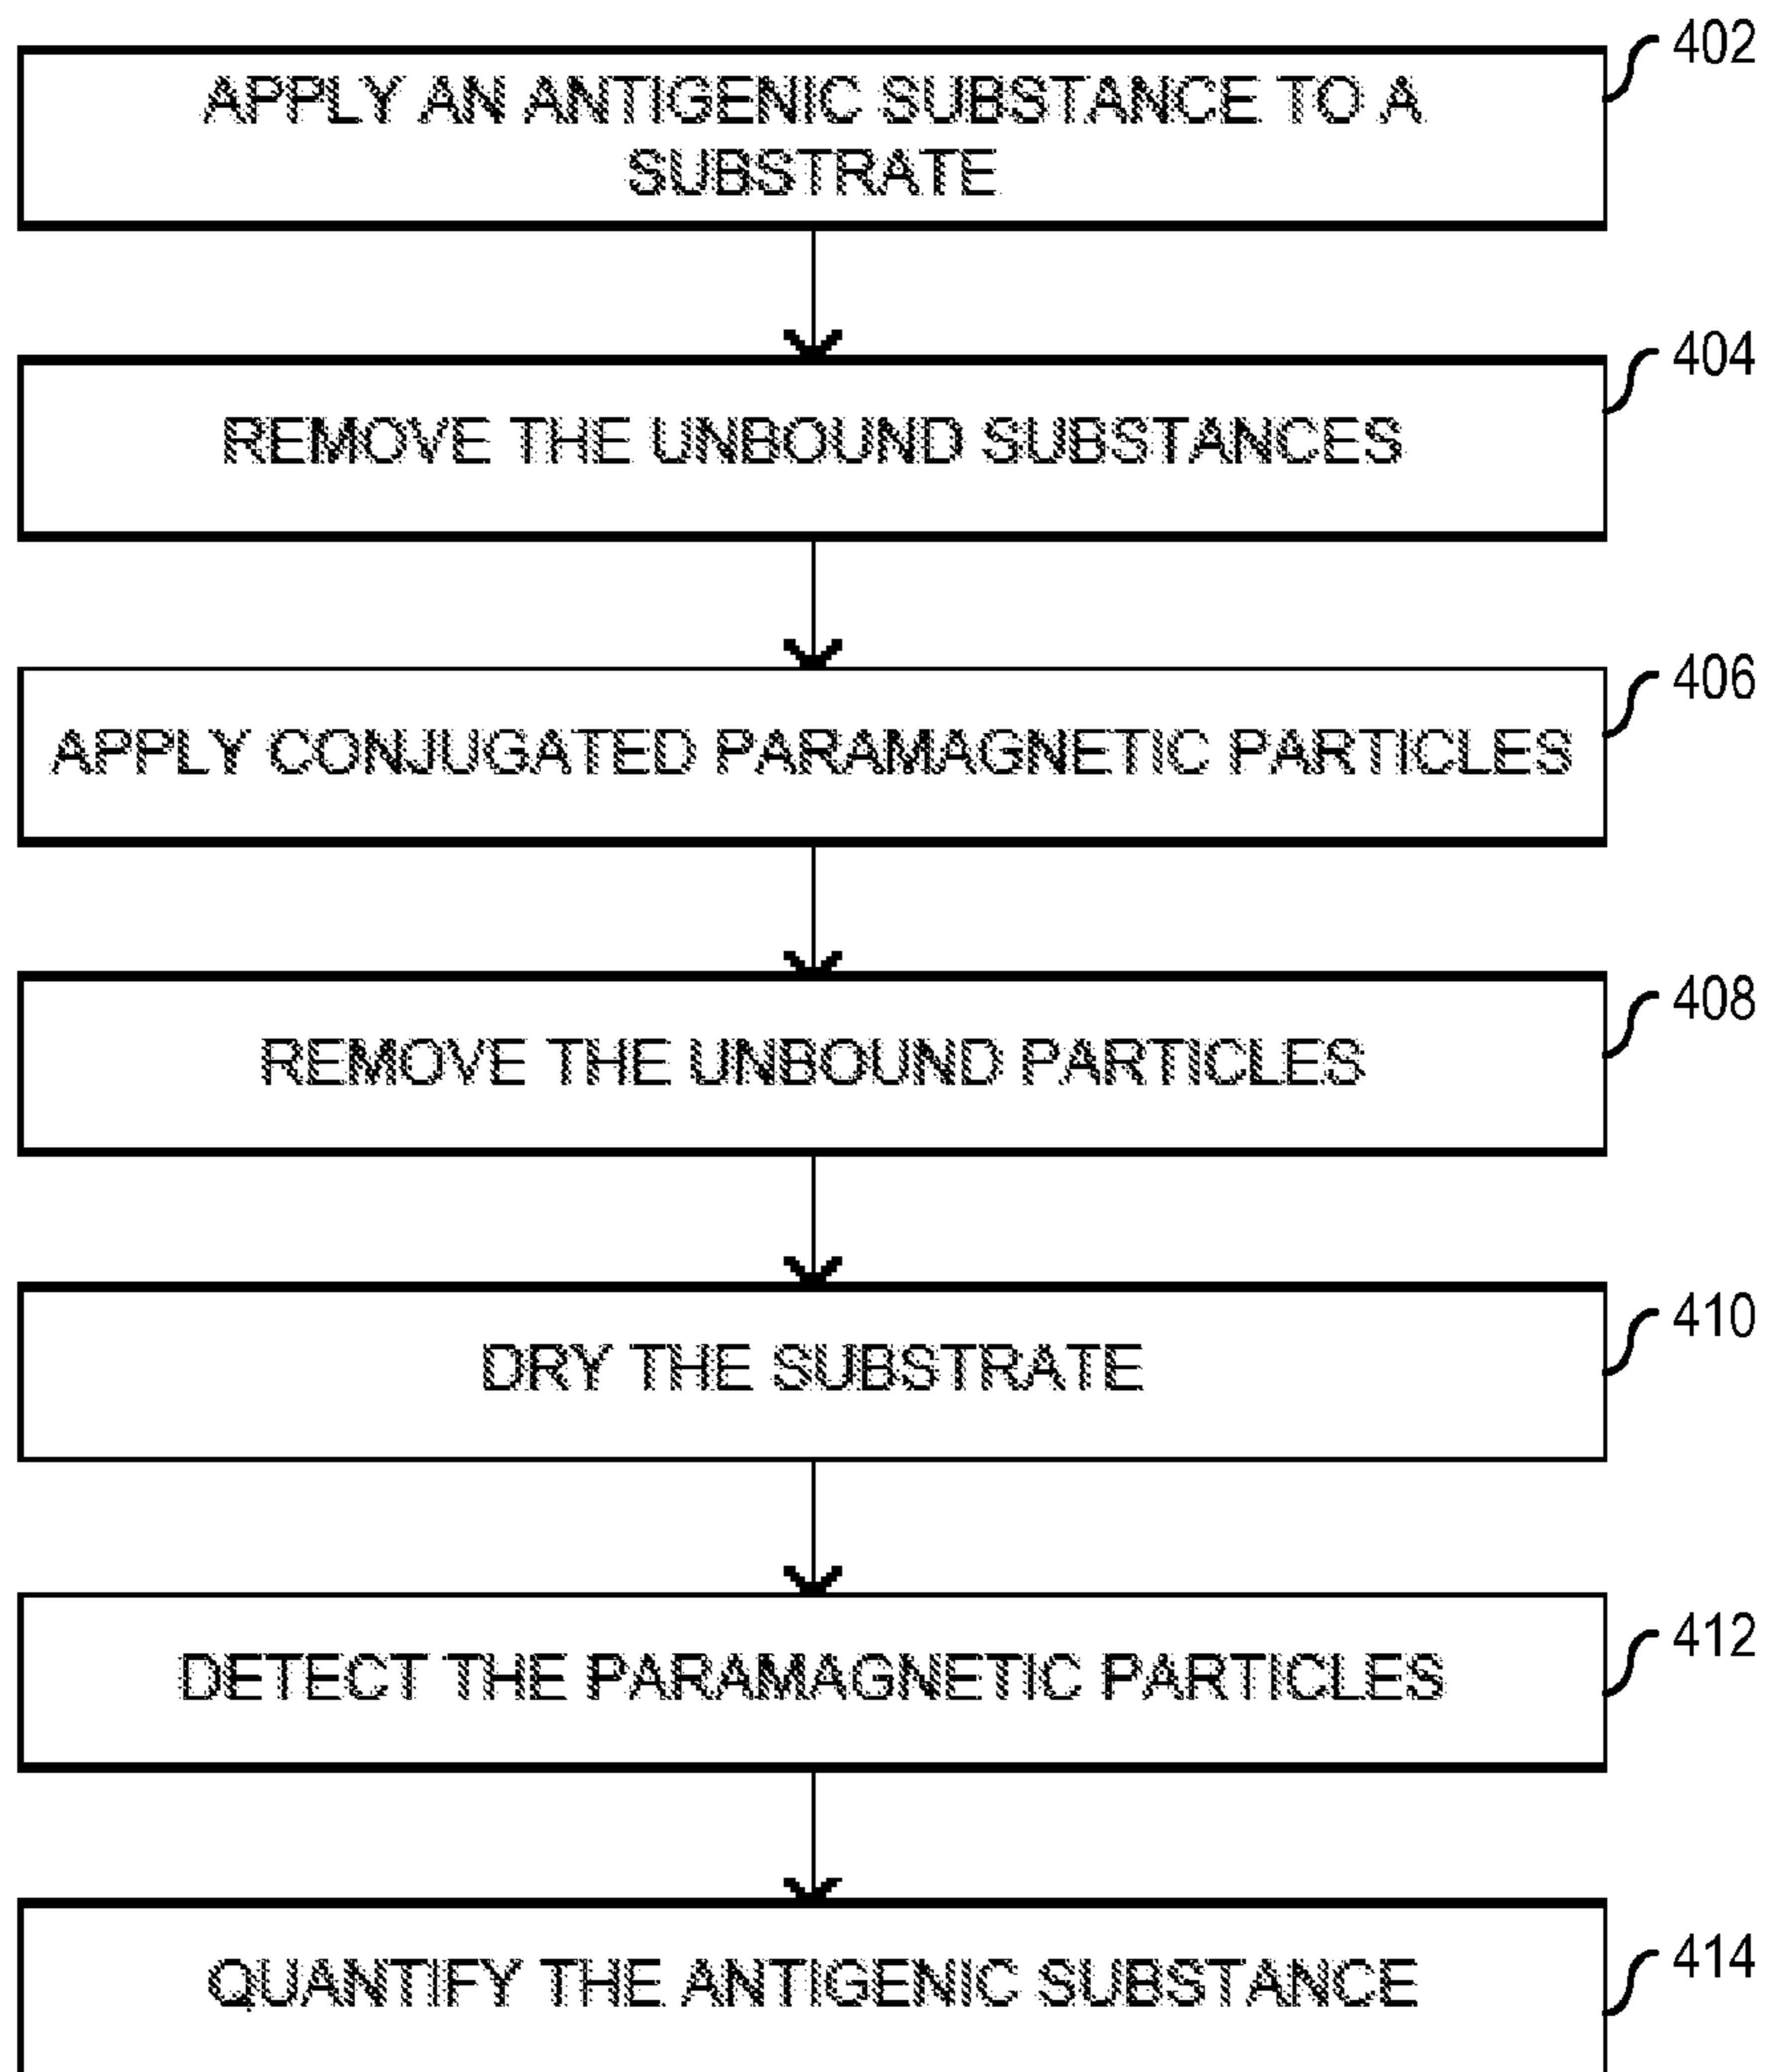 402
APPLY AN ANTIGENIC SUBSTANCE TO A
SUBSTRATE
404
REMOVE THE UNBOUND SUBSTANCES
406
APPLY CONJUGATED PARAMAGNETIC PARTICLES
408
REMOVE THE UNBOUND PARTICLES
410
DRY THE SUBSTRATE
412
DETECT THE PARAMAGNETIC PARTICLES
414
QUANTIFY THE ANTIGENIC SUBSTANCE